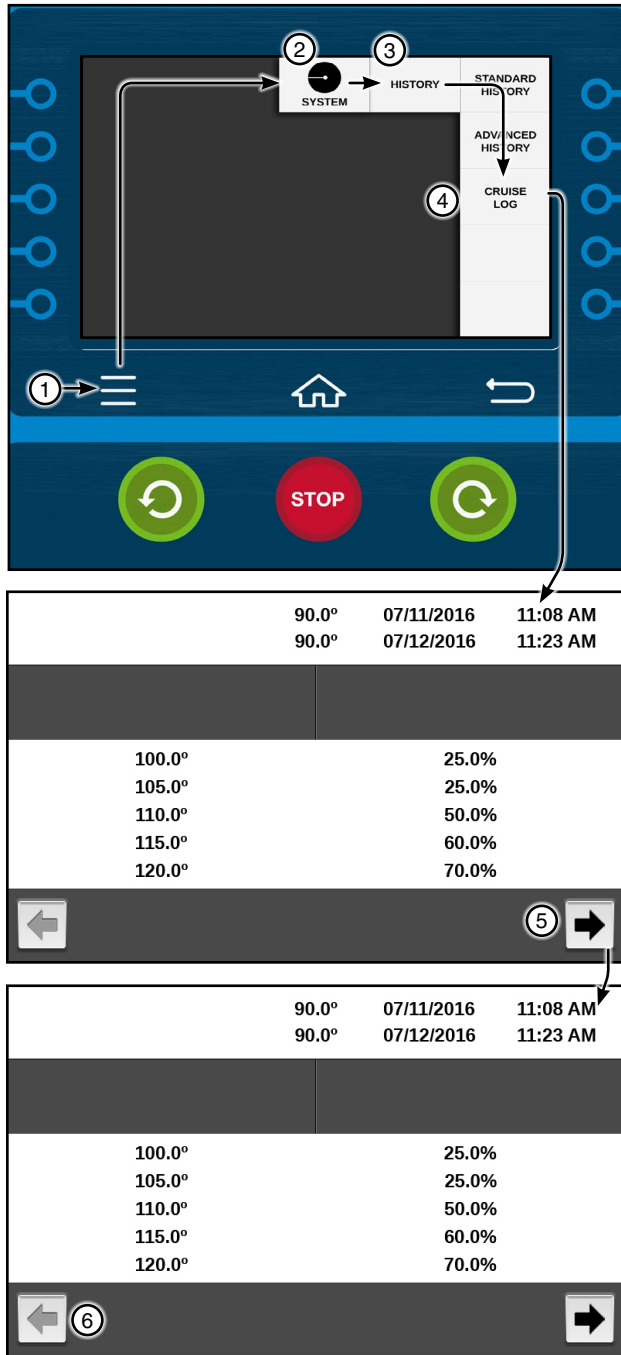 2
3
SYSTEM
HISTORY
STANDARD
HISTORY
ADVANCED
HISTORY
4
CRUISE
LOG
1
STOP
90.0º 07/11/2016 11:08 AM
90.0º 07/12/2016 11:23 AM
100.0º 25.0%
105.0º 25.0%
110.0º 50.0%
115.0º 60.0%
120.0º 70.0%
5
90.0º 07/11/2016 11:08 AM
90.0º 07/12/2016 11:23 AM
100.0º 25.0%
105.0º 25.0%
110.0º 50.0%
115.0º 60.0%
120.0º 70.0%
6